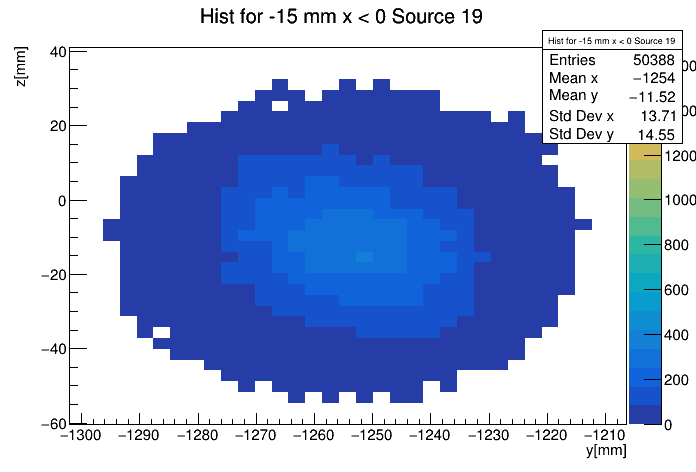 Hist for -15 mm x < 0 Source 19
Hist for -15 mm x < 0 Source 19
Entries 50388
Mean x −1254
Mean y −11.52
Std Dev x 13.71
Std Dev y 14.55
z[mm]
40
20
0
−20
−40
−60
−1300 −1290 −1280 −1270 −1260 −1250 −1240 −1230 −1220 −1210
y[mm]
1200
1000
800
600
400
200
0